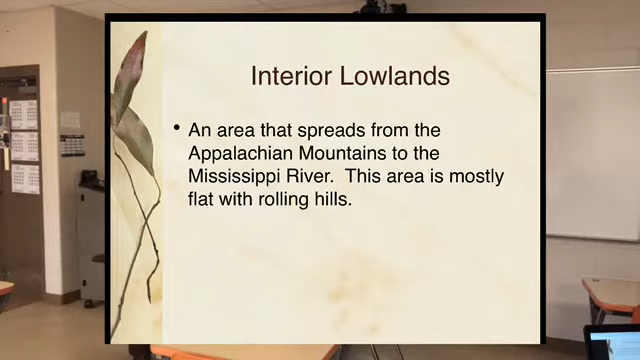 Interior Lowlands
• An area that spreads from the
Appalachian Mountains to the
Mississippi River.  This area is mostly
flat with rolling hills.